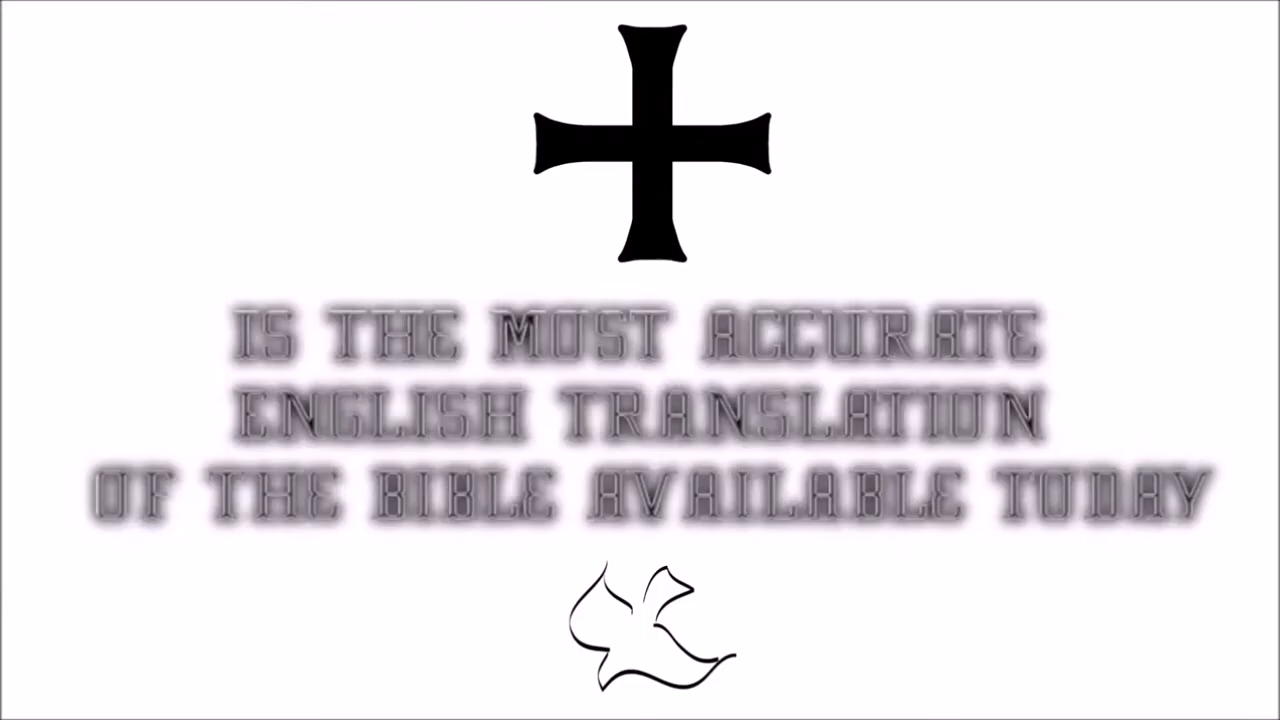 IS THE MOST ACCURATE
ENGLISH TRANSLATION
OF THE BIBLE AVAILABLE TODAY